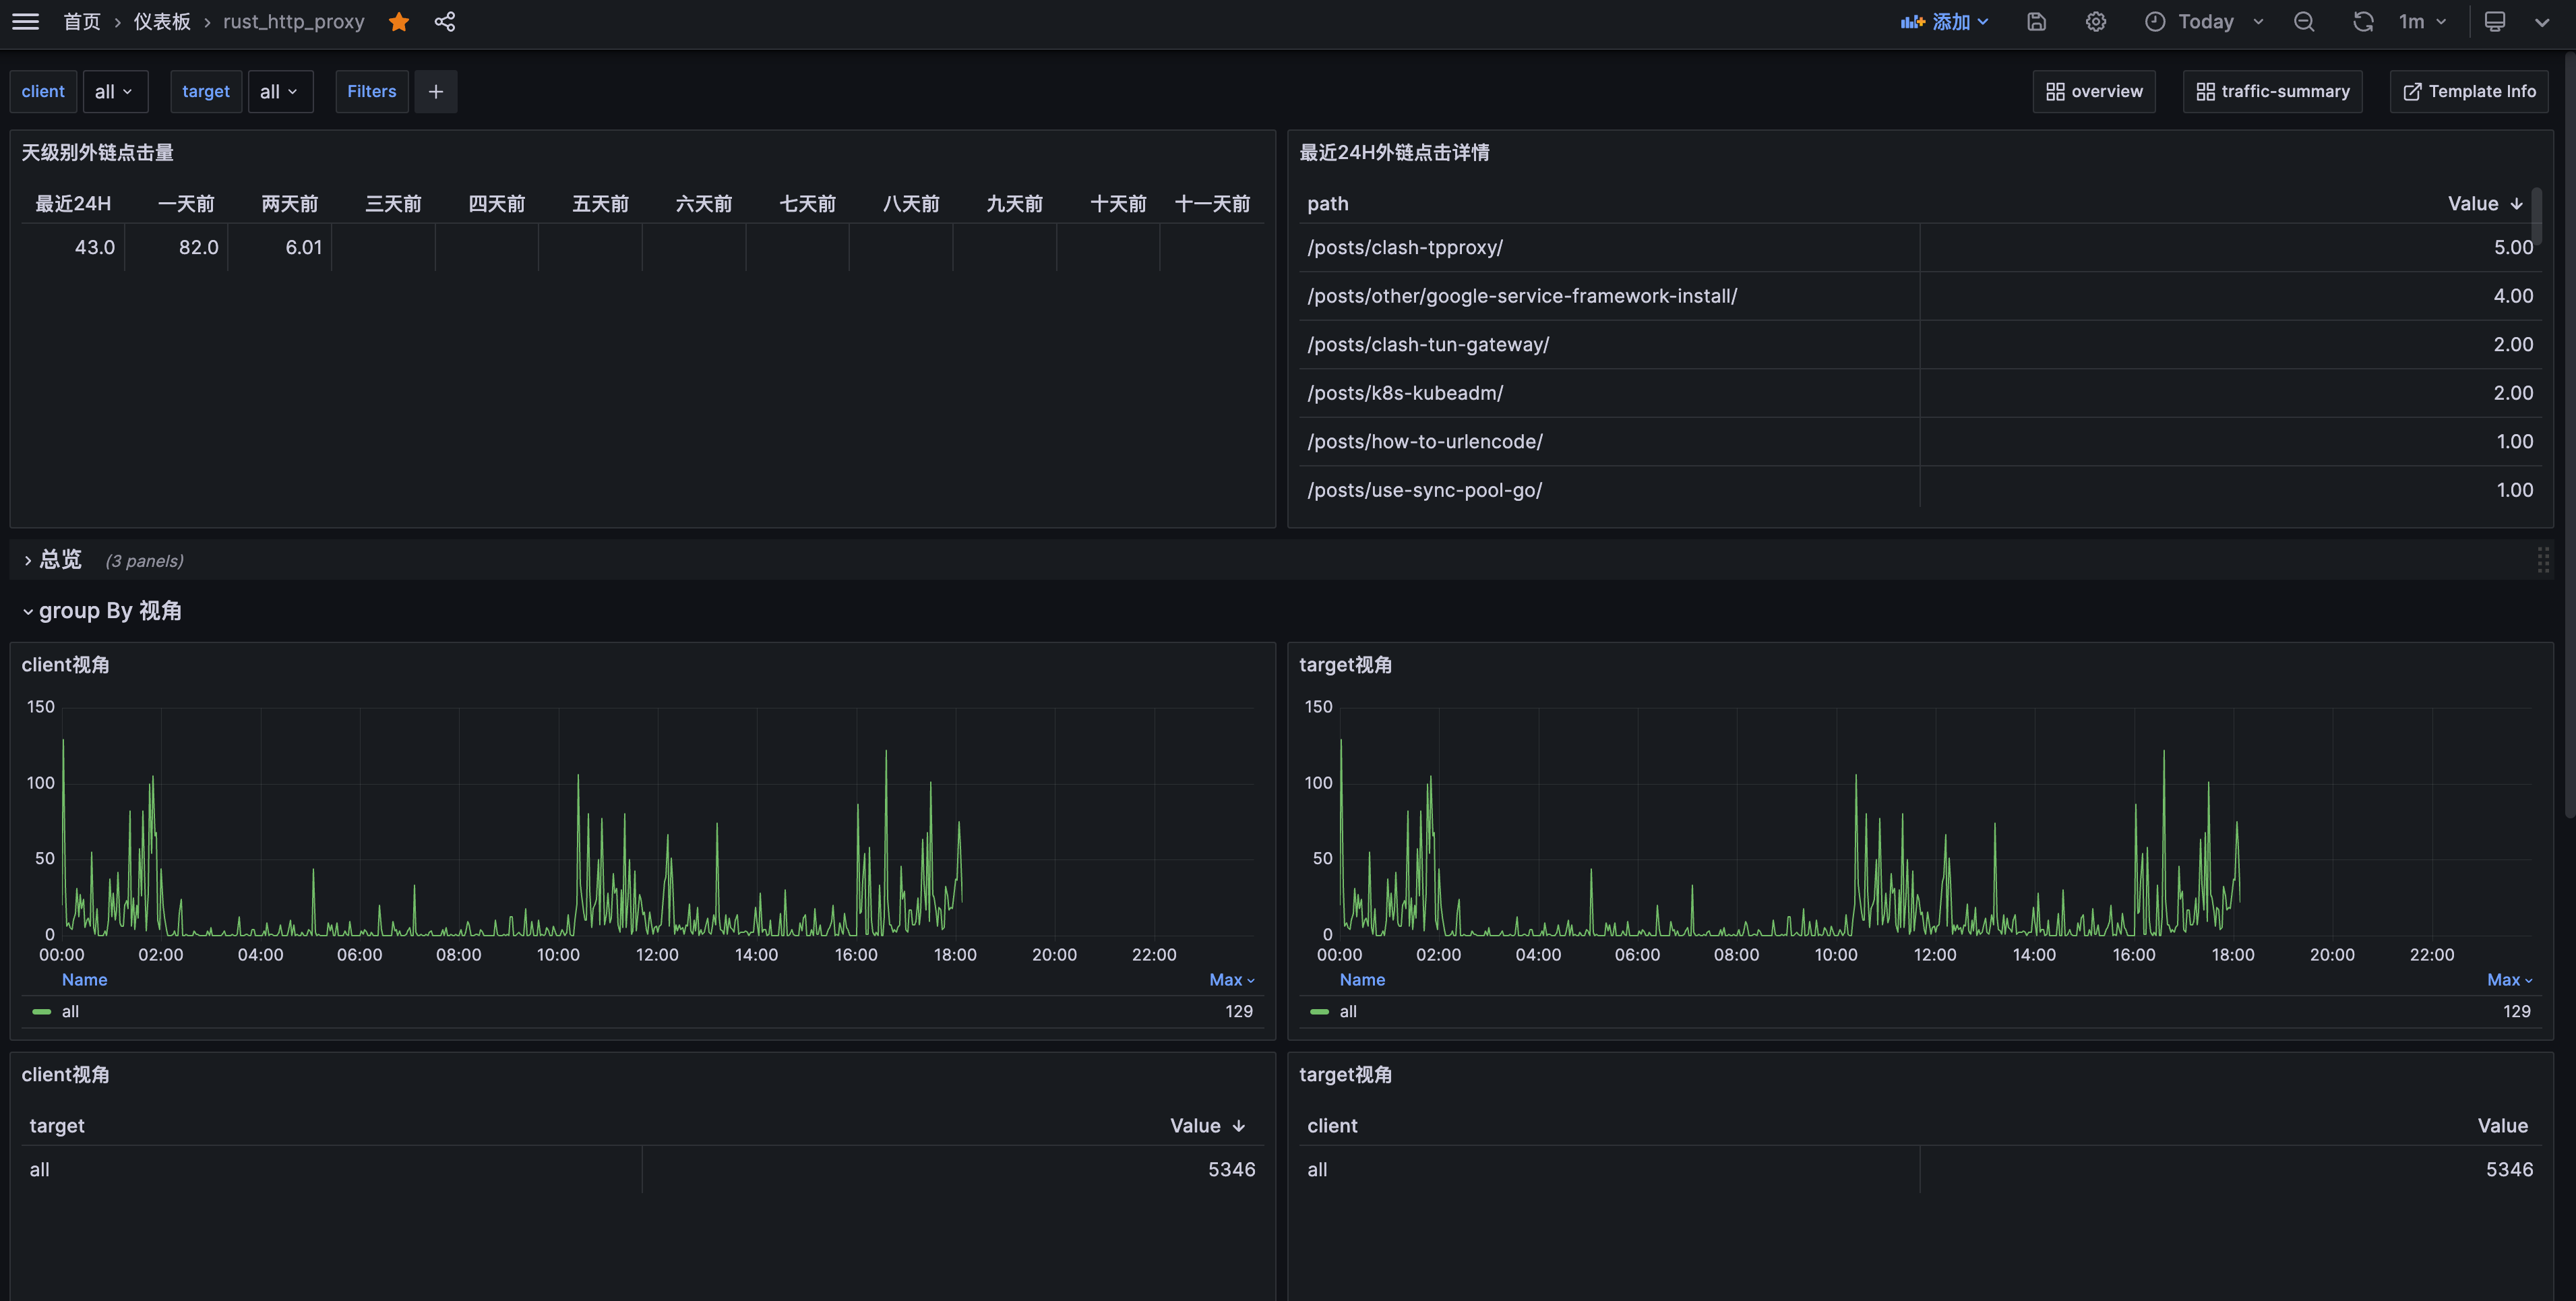 首页 › 仪表板 › rust_http_proxy
添加 Today 1m
client all target all Filters +
overview traffic-summary Template Info
天级别外链点击量
最近24H 一天前 两天前 三天前 四天前 五天前 六天前 七天前 八天前 九天前 十天前 十一天前
43.0 82.0 6.01
最近24H外链点击详情
path Value
/posts/clash-tpproxy/ 5.00
/posts/other/google-service-framework-install/ 4.00
/posts/clash-tun-gateway/ 2.00
/posts/k8s-kubeadm/ 2.00
/posts/how-to-urlencode/ 1.00
/posts/use-sync-pool-go/ 1.00
总览 (3 panels)
group By 视角
client视角
150
100
50
0
00:00 02:00 04:00 06:00 08:00 10:00 12:00 14:00 16:00 18:00 20:00 22:00
Name Max
all 129
target视角
150
100
50
0
00:00 02:00 04:00 06:00 08:00 10:00 12:00 14:00 16:00 18:00 20:00 22:00
Name Max
all 129
client视角
target Value
all 5346
target视角
client Value
all 5346